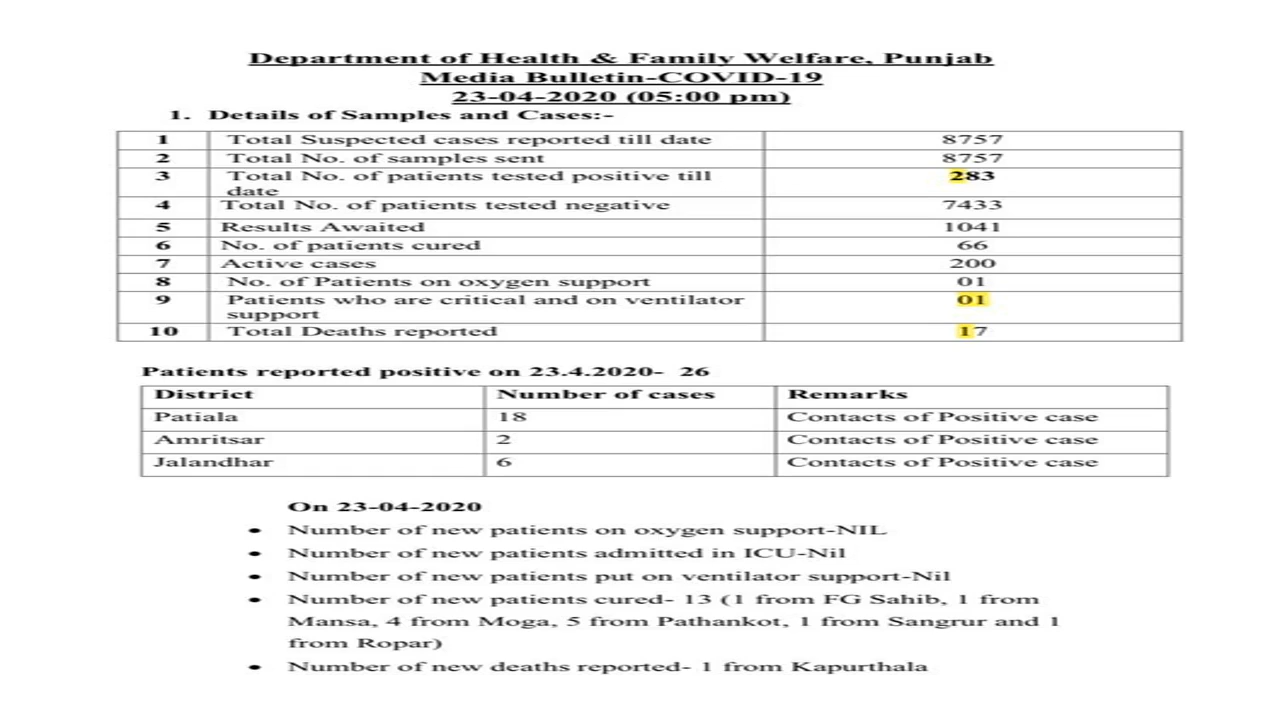 Department of Health & Family Welfare, Punjab
Media Bulletin-COVID-19
23-04-2020 (05:00 pm)
1. Details of Samples and Cases:-
1 Total Suspected cases reported till date 8757
2 Total No. of samples sent 8757
3 Total No. of patients tested positive till 283
date
4 Total No. of patients tested negative 7433
5 Results Awaited 1041
6 No. of patients cured 66
7 Active cases 200
8 No. of Patients on oxygen support 01
9 Patients who are critical and on ventilator 01
support
10 Total Deaths reported 17
Patients reported positive on 23.4.2020- 26
District Number of cases Remarks
Patiala 18 Contacts of Positive case
Amritsar 2 Contacts of Positive case
Jalandhar 6 Contacts of Positive case
On 23-04-2020
• Number of new patients on oxygen support-NIL
• Number of new patients admitted in ICU-Nil
• Number of new patients put on ventilator support-Nil
• Number of new patients cured- 13 (1 from FG Sahib, 1 from
Mansa, 4 from Moga, 5 from Pathankot, 1 from Sangrur and 1
from Ropar)
• Number of new deaths reported- 1 from Kapurthala